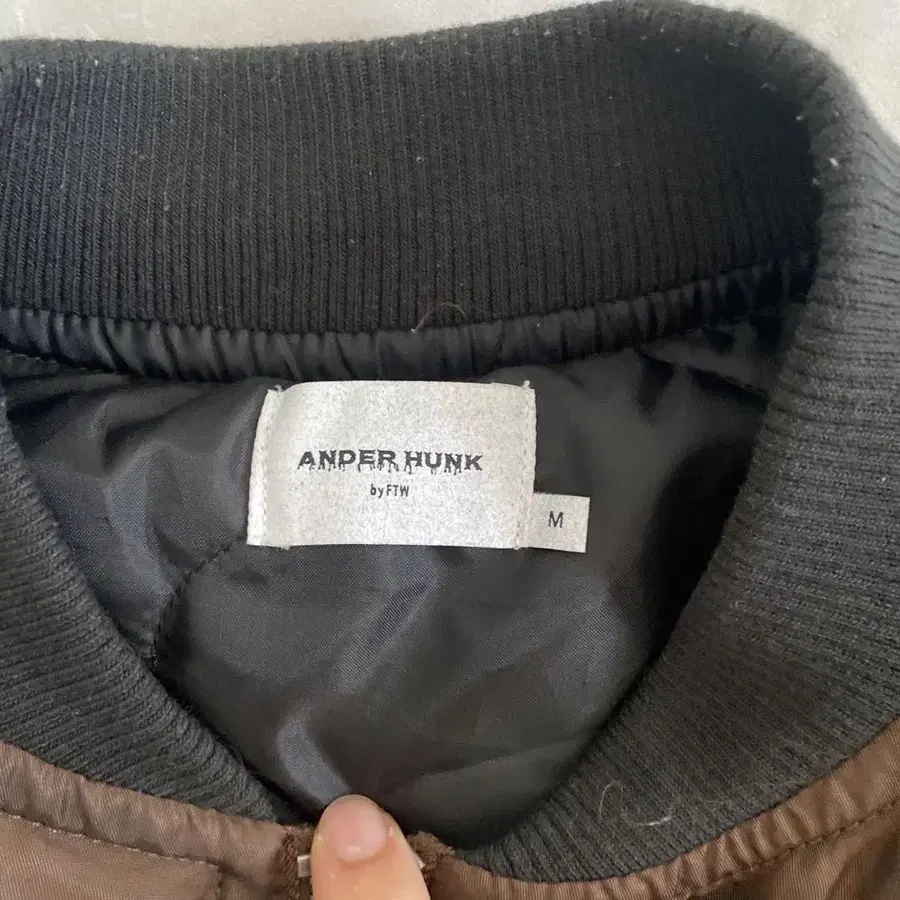 ANDER HUNK
by FTW
M